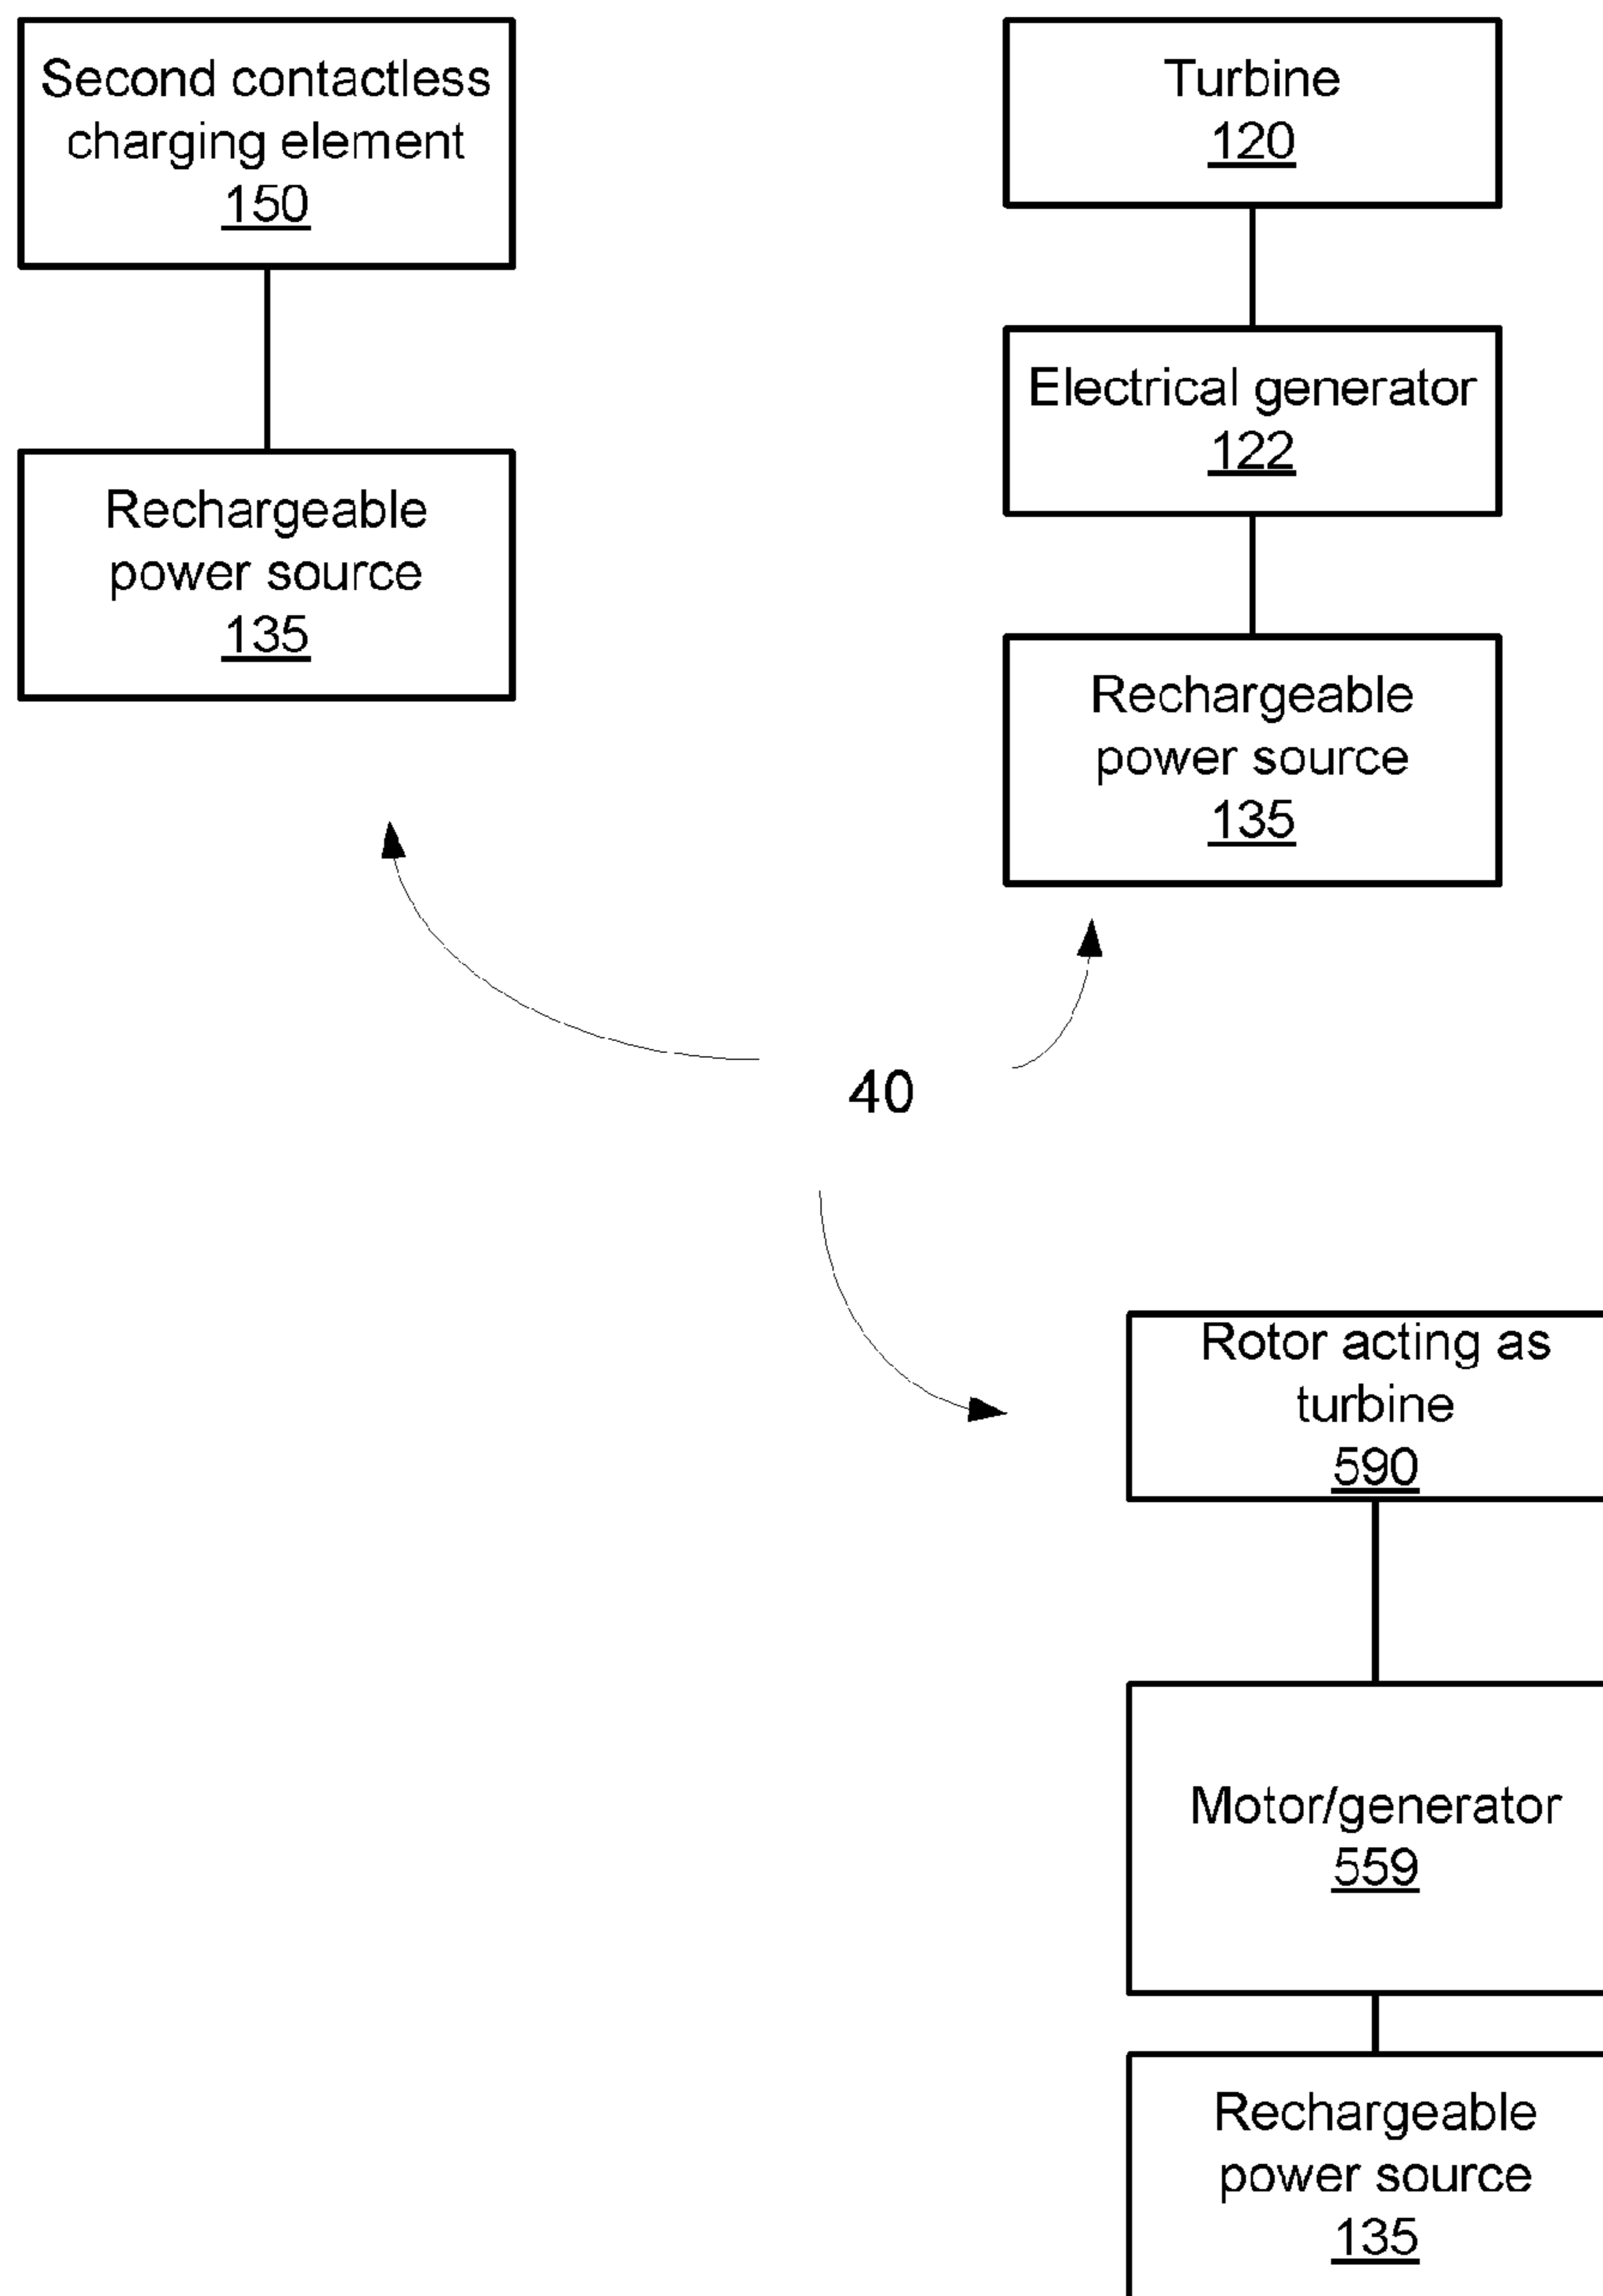 Second contactless
charging element
150
Rechargeable
power source
135
Turbine
120
Electrical generator
122
Rechargeable
power source
135
40
Rotor acting as
turbine
590
Motor/generator
559
Rechargeable
power source
135